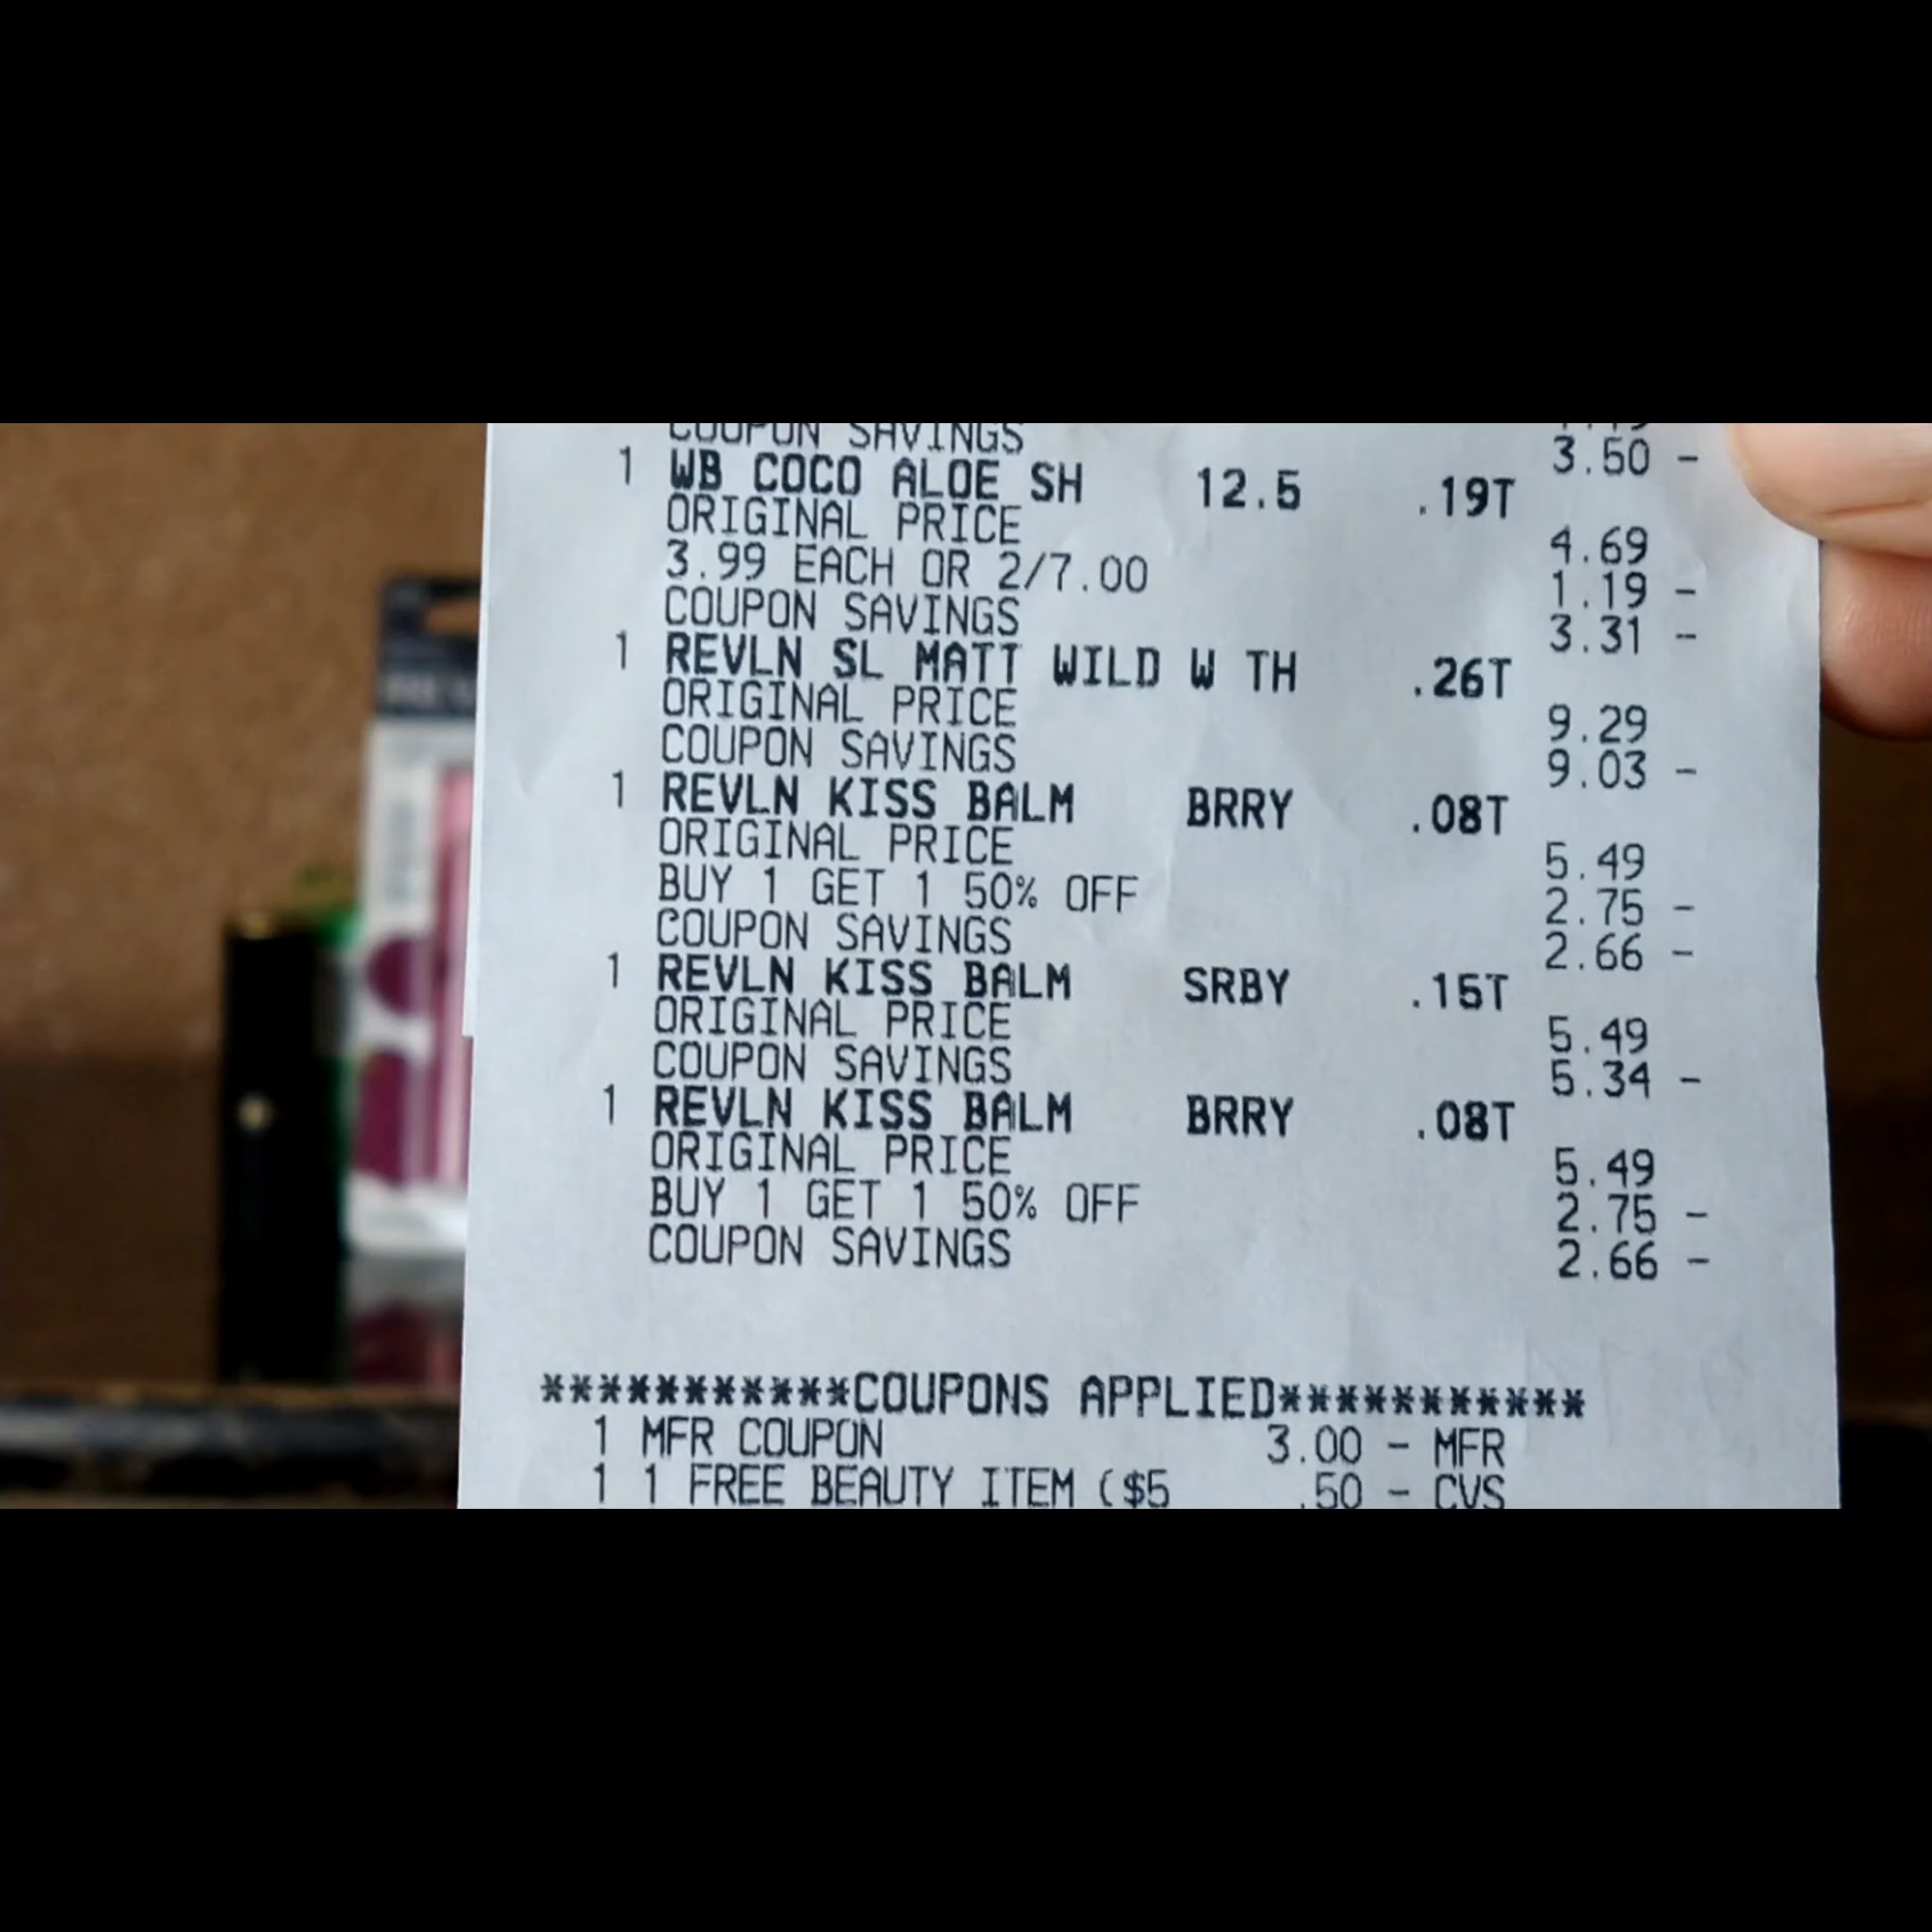 COUPON SAVINGS 3.50 -
1 WB COCO ALOE SH 12.5 .19T
ORIGINAL PRICE 4.69
3.99 EACH OR 2/7.00 1.19 -
COUPON SAVINGS 3.31 -
1 REVLN SL MATT WILD W TH .26T
ORIGINAL PRICE 9.29
COUPON SAVINGS 9.03 -
1 REVLN KISS BALM BRRY .08T
ORIGINAL PRICE 5.49
BUY 1 GET 1 50% OFF 2.75 -
COUPON SAVINGS 2.66 -
1 REVLN KISS BALM SRBY .15T
ORIGINAL PRICE 5.49
COUPON SAVINGS 5.34 -
1 REVLN KISS BALM BRRY .08T
ORIGINAL PRICE 5.49
BUY 1 GET 1 50% OFF 2.75 -
COUPON SAVINGS 2.66 -
***********COUPONS APPLIED***********
1 MFR COUPON 3.00 - MFR
1 1 FREE BEAUTY ITEM ($5 .50 - CVS